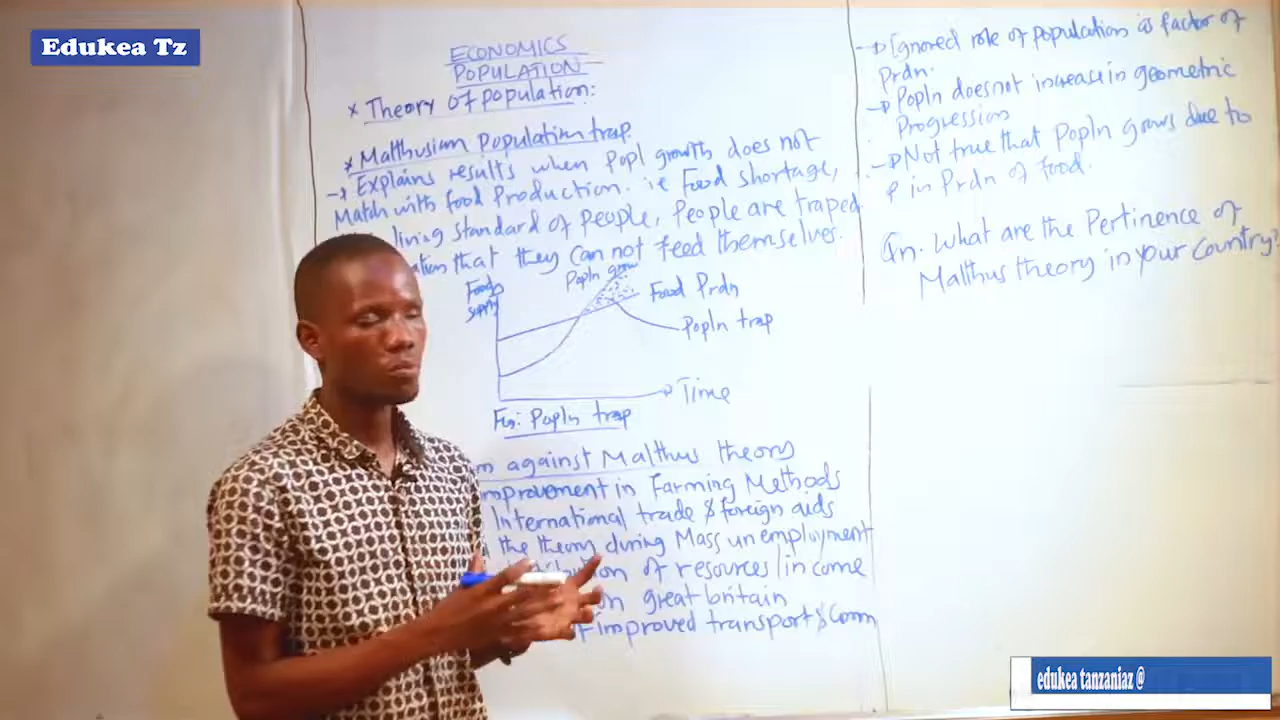 Edukea Tz
ECONOMICS
POPULATION
* Theory of population:
* Malthusian Population trap.
→ Explains results when Popl growth does not
Match with food Production. ie Food shortage,
living standard of People, People are traped
that they can not feed themselves.
Popln grow
Food supply
Food Prdn
Popln trap
Time
Fig: Popln trap
against Malthus theory
improvement in Farming Methods
International trade & foreign aids
the theory during Mass unemployment
of resources/income
on great britain
improved transport & Comm
→ Ignored role of population as factor of
Prdn.
→ Popln does not increase in geometric
Progression
→ Not true that Popln grows due to
in Prdn of food.
Qn. What are the Pertinence of
Malthus theory in your Country?
edukea tanzaniaz @